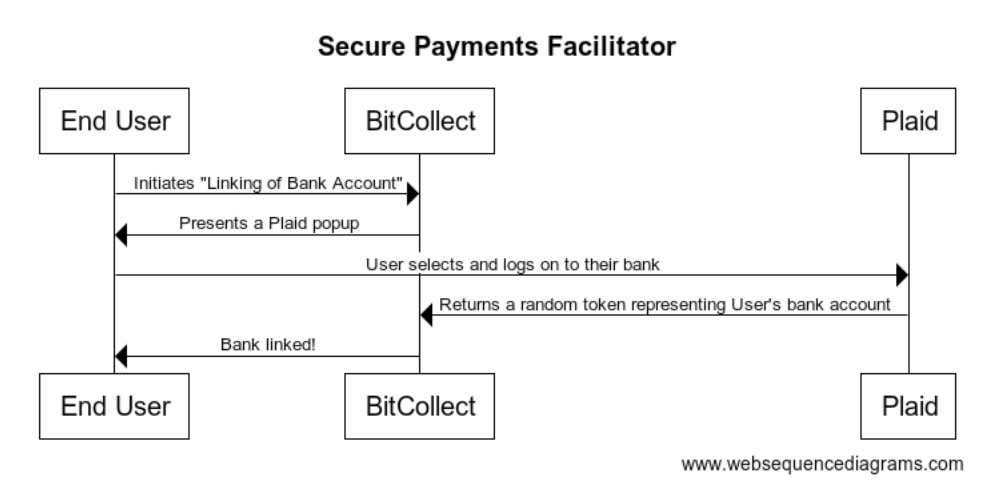 Secure Payments Facilitator
End User
BitCollect
Plaid
Initiates "Linking of Bank Account"
Presents a Plaid popup
User selects and logs on to their bank
Returns a random token representing User's bank account
Bank linked!
End User
BitCollect
Plaid
www.websequencediagrams.com